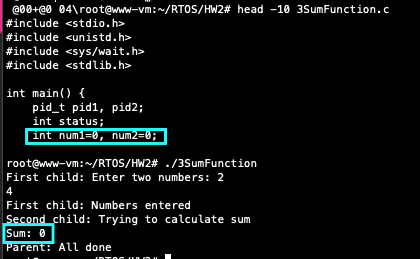 @00+@0 04\root@www-vm:~/RTOS/HW2# head -10 3SumFunction.c
#include <stdio.h>
#include <unistd.h>
#include <sys/wait.h>
#include <stdlib.h>
int main() {
pid_t pid1, pid2;
int status;
int num1=0, num2=0;
root@www-vm:~/RTOS/HW2# ./3SumFunction
First child: Enter two numbers: 2
4
First child: Numbers entered
Second child: Trying to calculate sum
Sum: 0
Parent: All done